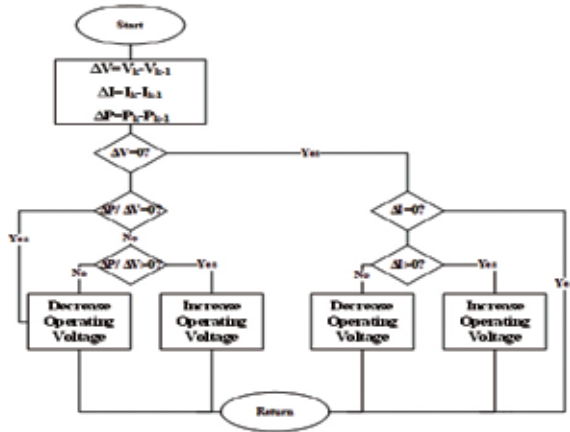 Start
ΔV=Vk-Vk-1
ΔI=Ik-Ik-1
ΔP=Pk-Pk-1
ΔV=0?
Yes
ΔP/ ΔV=0?
ΔI=0?
Yes
No
ΔP/ ΔV>0?
ΔI>0?
No
Yes
No
Yes
Ye
Decrease
Operating
Voltage
Increase
Operating
Voltage
Decrease
Operating
Voltage
Increase
Operating
Voltage
Return